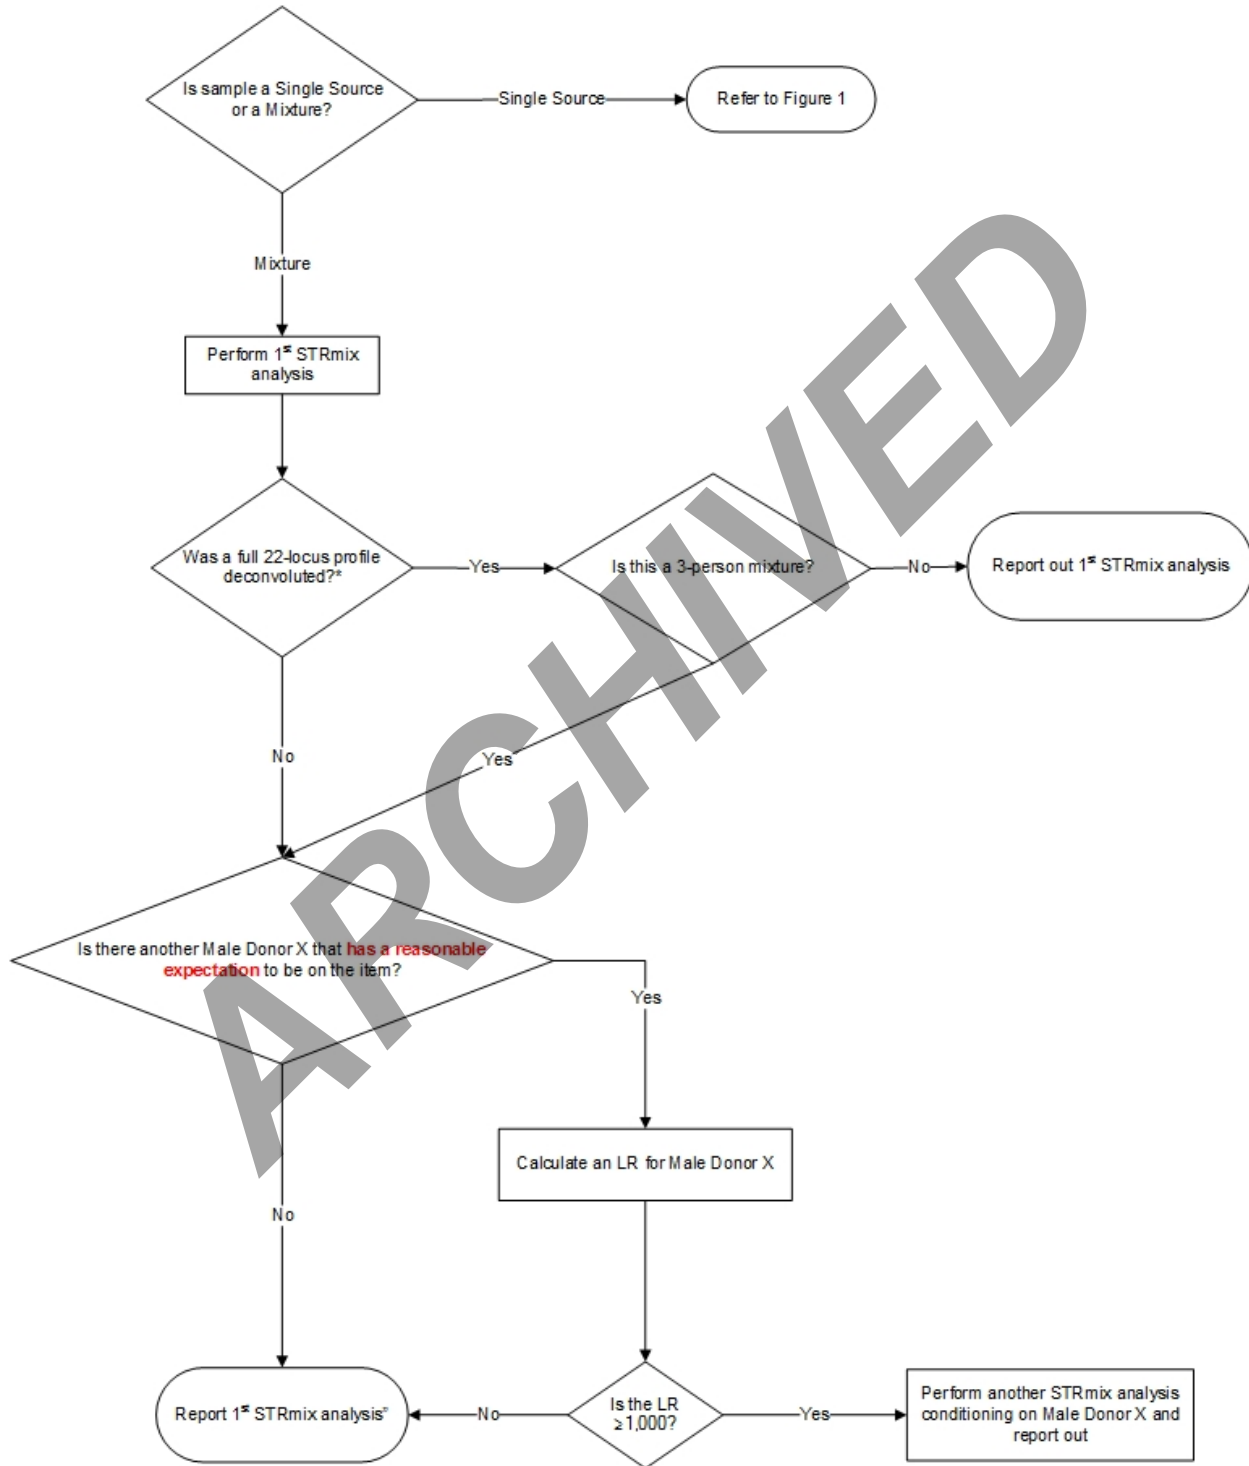 Is sample a Single Source
or a Mixture?
Single Source
Refer to Figure 1
Mixture
Perform 1st STRmix
analysis
Was a full 22-locus profile
deconvoluted?*
Yes
Is this a 3-person mixture?
No
Report out 1st STRmix analysis
No
Yes
Is there another Male Donor X that has a reasonable
expectation to be on the item?
Yes
Calculate an LR for Male Donor X
No
Report 1st STRmix analysis"
No
Is the LR
≥1,000?
Yes
Perform another STRmix analysis
conditioning on Male Donor X and
report out
ARCHIVED